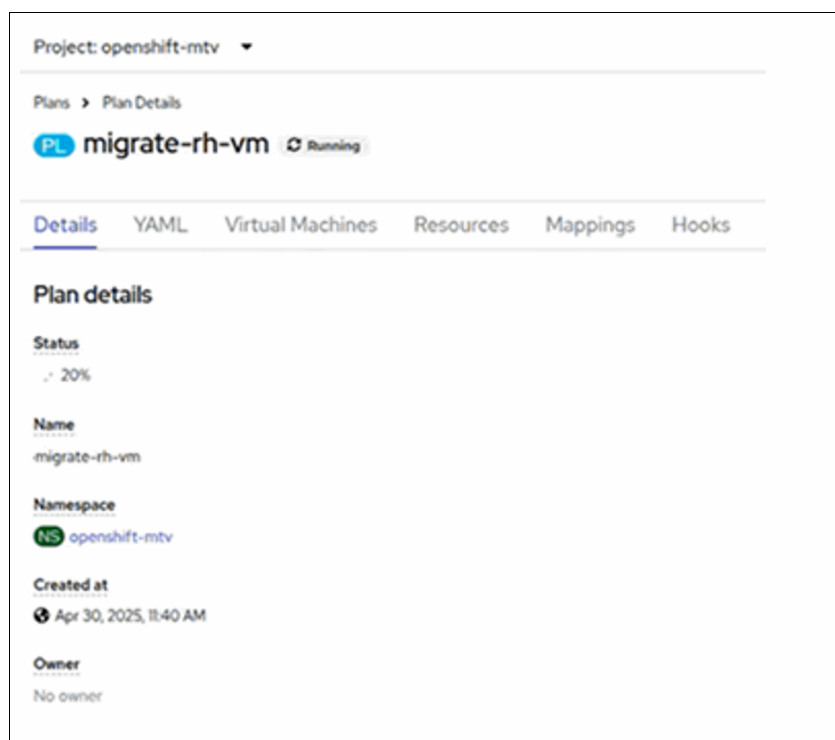 Project: openshift-mtv
Plans > Plan Details
PL migrate-rh-vm Running
Details YAML Virtual Machines Resources Mappings Hooks
Plan details
Status
20%
Name
migrate-rh-vm
Namespace
NS openshift-mtv
Created at
Apr 30, 2025, 11:40 AM
Owner
No owner